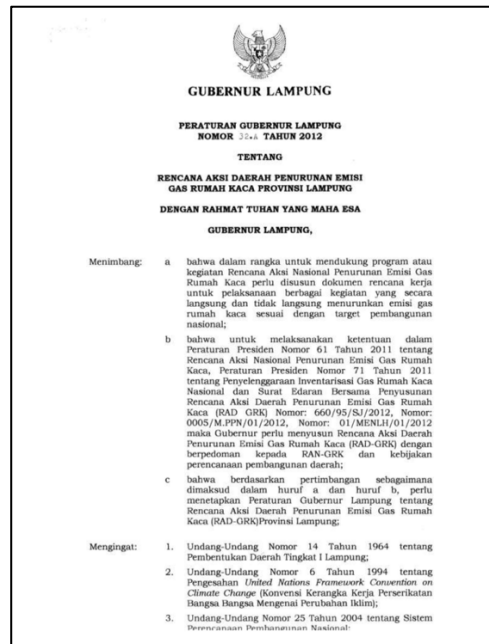 GUBERNUR LAMPUNG
PERATURAN GUBERNUR LAMPUNG
NOMOR 32.A TAHUN 2012
TENTANG
RENCANA AKSI DAERAH PENURUNAN EMISI
GAS RUMAH KACA PROVINSI LAMPUNG
DENGAN RAHMAT TUHAN YANG MAHA ESA
GUBERNUR LAMPUNG,
Menimbang: a bahwa dalam rangka untuk mendukung program atau
kegiatan Rencana Aksi Nasional Penurunan Emisi Gas
Rumah Kaca perlu disusun dokumen rencana kerja
untuk pelaksanaan berbagai kegiatan yang secara
langsung dan tidak langsung menurunkan emisi gas
rumah kaca sesuai dengan target pembangunan
nasional;
b bahwa untuk melaksanakan ketentuan dalam
Peraturan Presiden Nomor 61 Tahun 2011 tentang
Rencana Aksi Nasional Penurunan Emisi Gas Rumah
Kaca, Peraturan Presiden Nomor 71 Tahun 2011
tentang Penyelenggaraan Inventarisasi Gas Rumah Kaca
Nasional dan Surat Edaran Bersama Penyusunan
Rencana Aksi Daerah Penurunan Emisi Gas Rumah
Kaca (RAD GRK) Nomor: 660/95/SJ/2012, Nomor:
0005/M.PPN/01/2012, Nomor: 01/MENLH/01/2012
maka Gubernur perlu menyusun Rencana Aksi Daerah
Penurunan Emisi Gas Rumah Kaca (RAD-GRK) dengan
berpedoman kepada RAN-GRK dan kebijakan
perencanaan pembangunan daerah;
c bahwa berdasarkan pertimbangan sebagaimana
dimaksud dalam huruf a dan huruf b, perlu
menetapkan Peraturan Gubernur Lampung tentang
Rencana Aksi Daerah Penurunan Emisi Gas Rumah
Kaca (RAD-GRK)Provinsi Lampung;
Mengingat: 1. Undang-Undang Nomor 14 Tahun 1964 tentang
Pembentukan Daerah Tingkat I Lampung;
2. Undang-Undang Nomor 6 Tahun 1994 tentang
Pengesahan United Nations Framework Convention on
Climate Change (Konvensi Kerangka Kerja Perserikatan
Bangsa Bangsa Mengenai Perubahan Iklim);
3. Undang-Undang Nomor 25 Tahun 2004 tentang Sistem
Perencanaan Pembangunan Nasional;